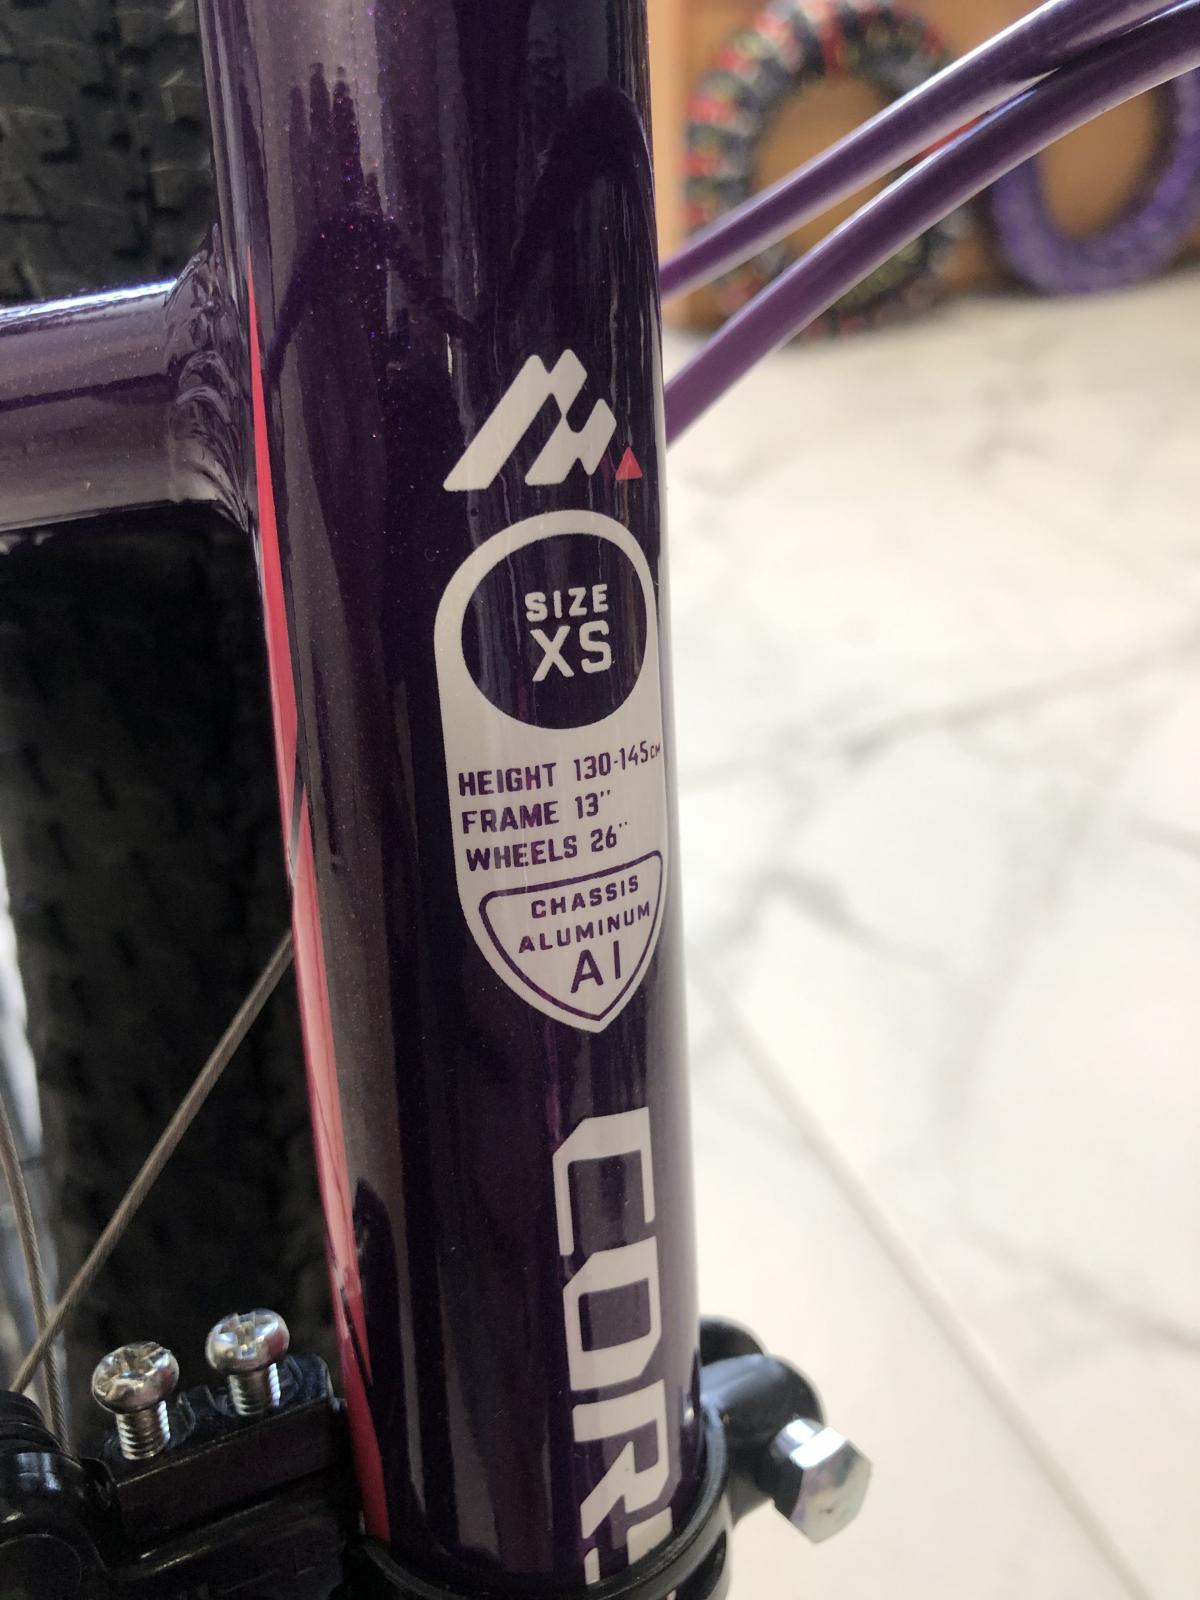 SIZE
XS
HEIGHT 130-145CM
FRAME 13"
WHEELS 26"
CHASSIS
ALUMINUM
Al